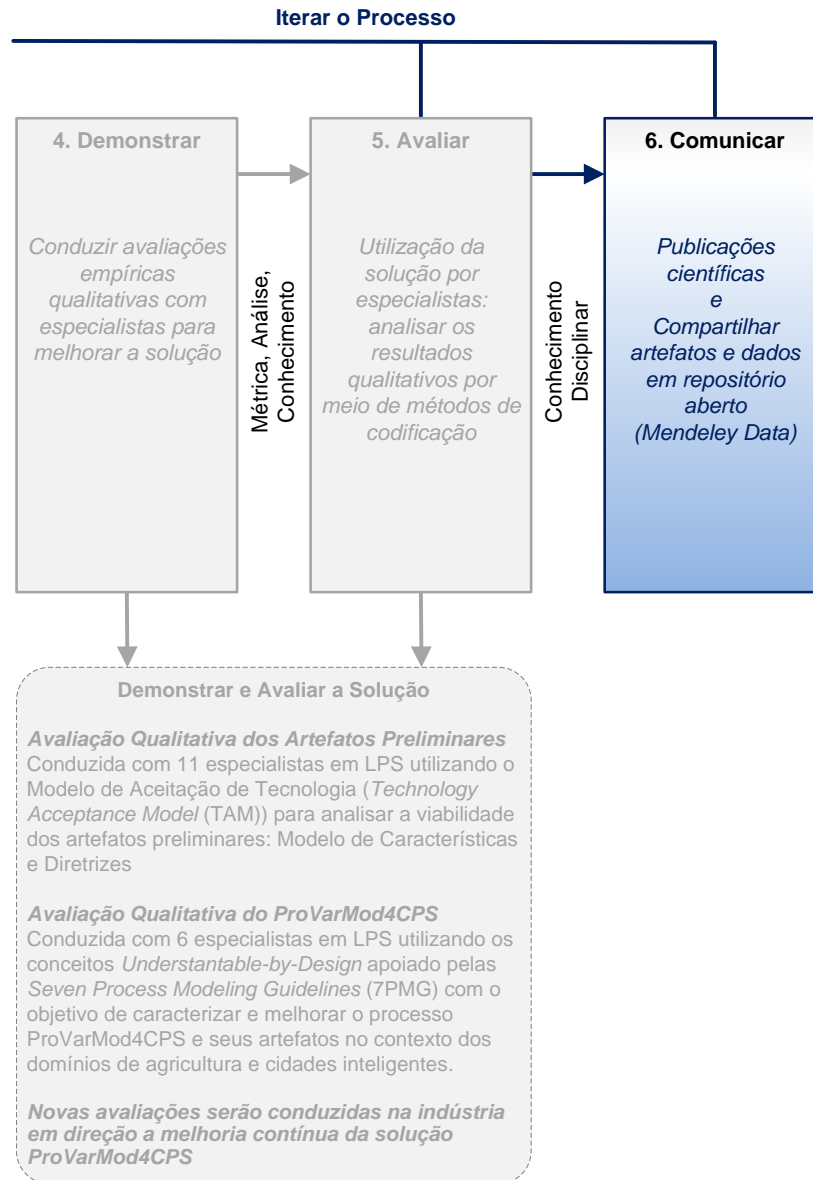 Iterar o Processo
4. Demonstrar
Conduzir avaliações
empíricas
qualitativas com
especialistas para
melhorar a solução
Métrica, Análise,
Conhecimento
5. Avaliar
Utilização da
solução por
especialistas:
analisar os
resultados
qualitativos por
meio de métodos de
codificação
Conhecimento
Disciplinar
6. Comunicar
Publicações
científicas
e
Compartilhar
artefatos e dados
em repositório
aberto
(Mendeley Data)
Demonstrar e Avaliar a Solução
Avaliação Qualitativa dos Artefatos Preliminares
Conduzida com 11 especialistas em LPS utilizando o
Modelo de Aceitação de Tecnologia (Technology
Acceptance Model (TAM)) para analisar a viabilidade
dos artefatos preliminares: Modelo de Características
e Diretrizes
Avaliação Qualitativa do ProVarMod4CPS
Conduzida com 6 especialistas em LPS utilizando os
conceitos Understantable-by-Design apoiado pelas
Seven Process Modeling Guidelines (7PMG) com o
objetivo de caracterizar e melhorar o processo
ProVarMod4CPS e seus artefatos no contexto dos
domínios de agricultura e cidades inteligentes.
Novas avaliações serão conduzidas na indústria
em direção a melhoria contínua da solução
ProVarMod4CPS